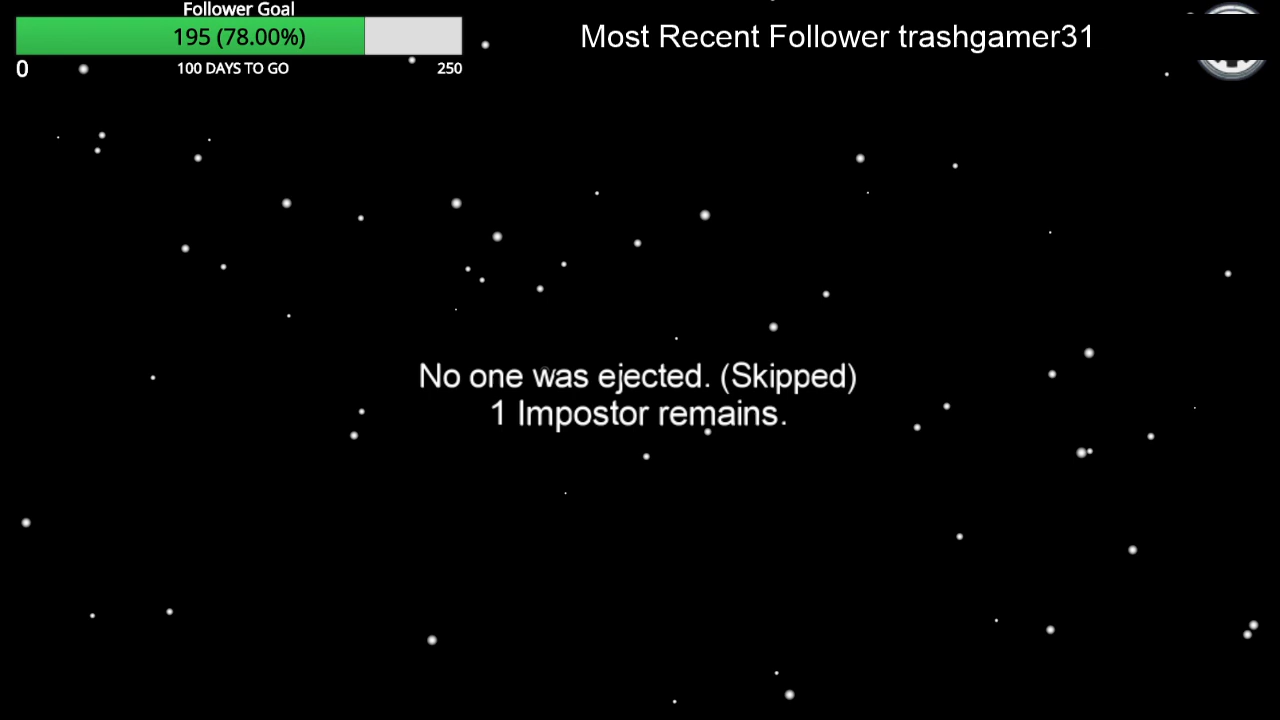 Follower Goal
195 (78.00%)
0 100 DAYS TO GO 250
Most Recent Follower trashgamer31
No one was ejected. (Skipped)
1 Impostor remains.